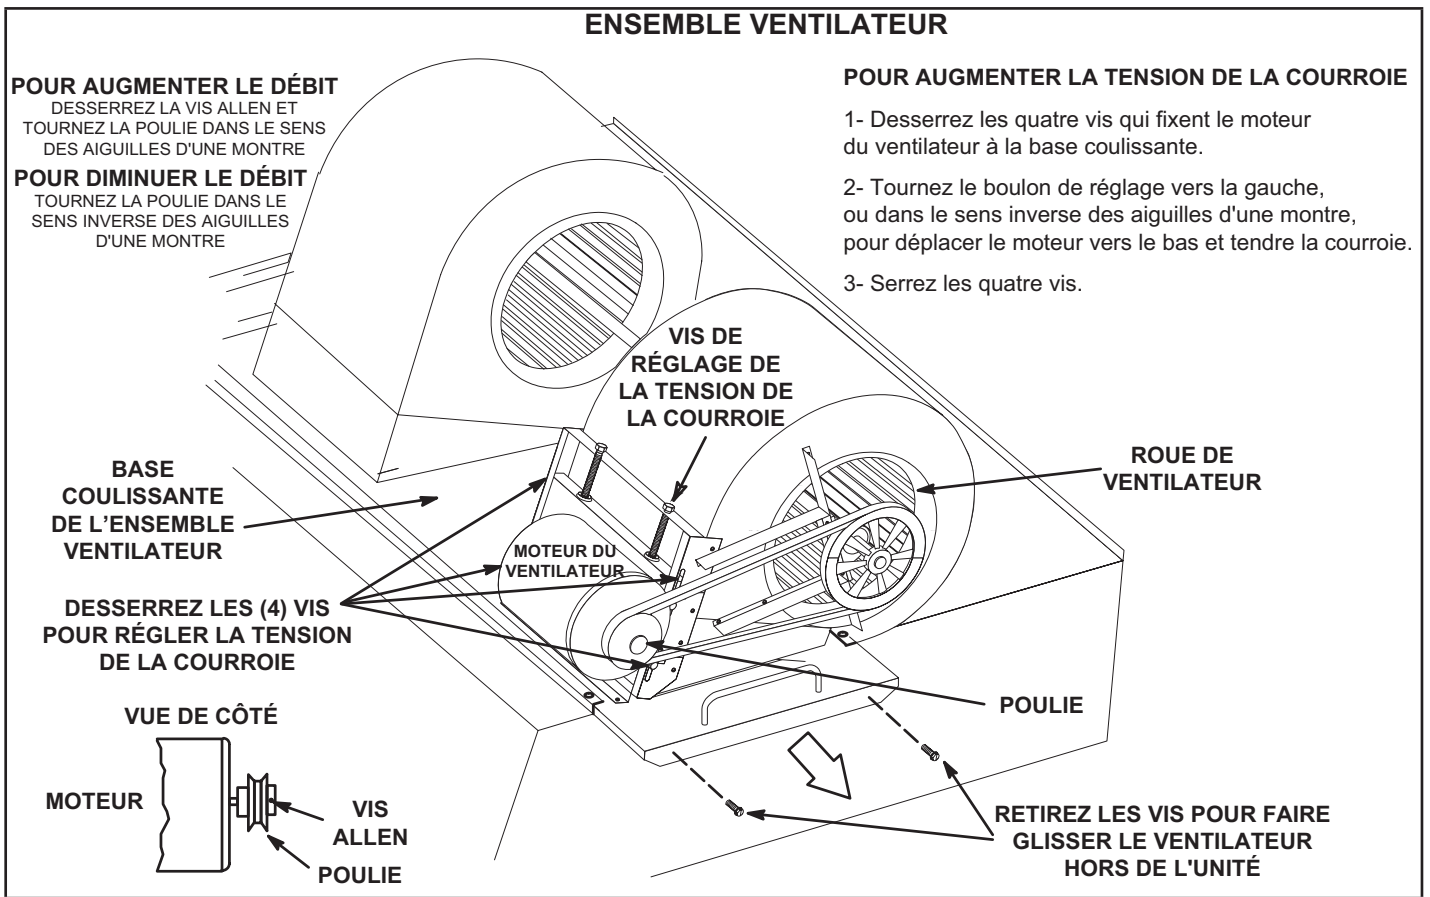 ENSEMBLE VENTILATEUR
POUR AUGMENTER LE DÉBIT
DESSERREZ LA VIS ALLEN ET
TOURNEZ LA POULIE DANS LE SENS
DES AIGUILLES D'UNE MONTRE
POUR DIMINUER LE DÉBIT
TOURNEZ LA POULIE DANS LE
SENS INVERSE DES AIGUILLES
D'UNE MONTRE
POUR AUGMENTER LA TENSION DE LA COURROIE
1- Desserrez les quatre vis qui fixent le moteur
du ventilateur à la base coulissante.
2- Tournez le boulon de réglage vers la gauche,
ou dans le sens inverse des aiguilles d'une montre,
pour déplacer le moteur vers le bas et tendre la courroie.
3- Serrez les quatre vis.
VIS DE
RÉGLAGE DE
LA TENSION DE
LA COURROIE
ROUE DE
VENTILATEUR
BASE
COULISSANTE
DE L’ENSEMBLE
VENTILATEUR
MOTEUR DU
VENTILATEUR
DESSERREZ LES (4) VIS
POUR RÉGLER LA TENSION
DE LA COURROIE
POULIE
VUE DE CÔTÉ
MOTEUR
VIS
ALLEN
POULIE
RETIREZ LES VIS POUR FAIRE
GLISSER LE VENTILATEUR
HORS DE L'UNITÉ